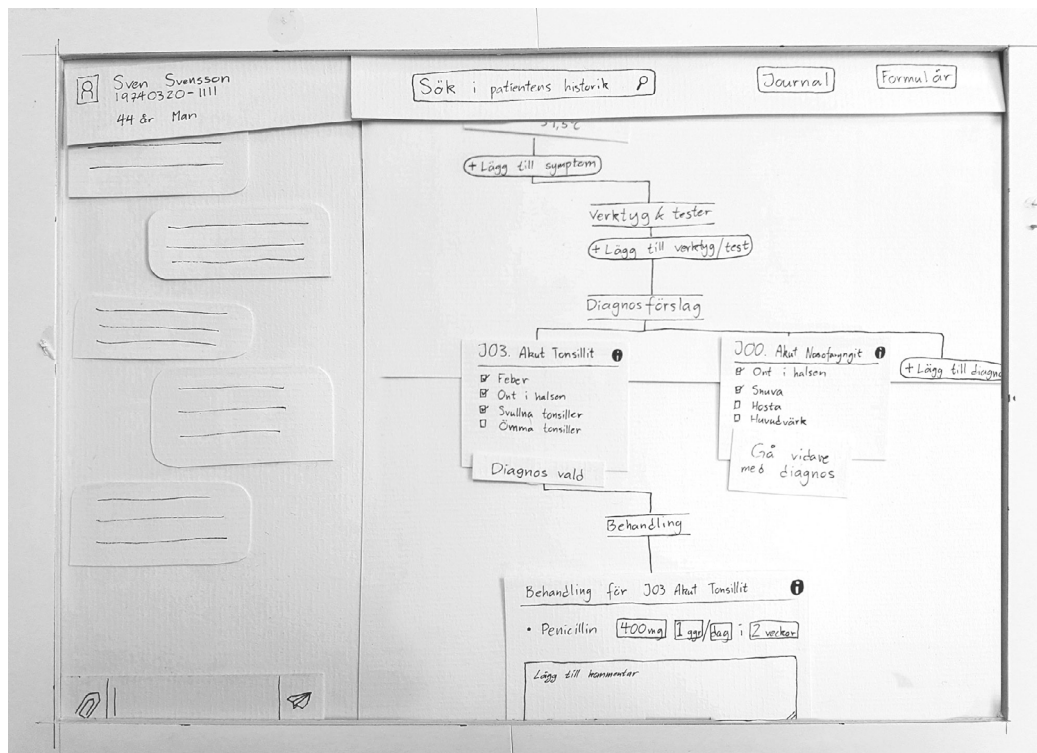 Sven Svensson
19740320-1111
44 år Man
Sök i patientens historik
Journal
Formulär
+ Lägg till symptom
Verktyg & tester
+ Lägg till verktyg/test
Diagnosförslag
J03. Akut Tonsillit
Feber
Ont i halsen
Svullna tonsiller
Ömma tonsiller
Diagnos vald
J00. Akut Nasofaryngit
Ont i halsen
Snuva
Hosta
Huvudvärk
Gå vidare
med diagnos
+ Lägg till diagno
Behandling
Behandling för J03 Akut Tonsillit
• Penicillin 400mg 1 ggr/dag i 2 veckor
Lägg till kommentar